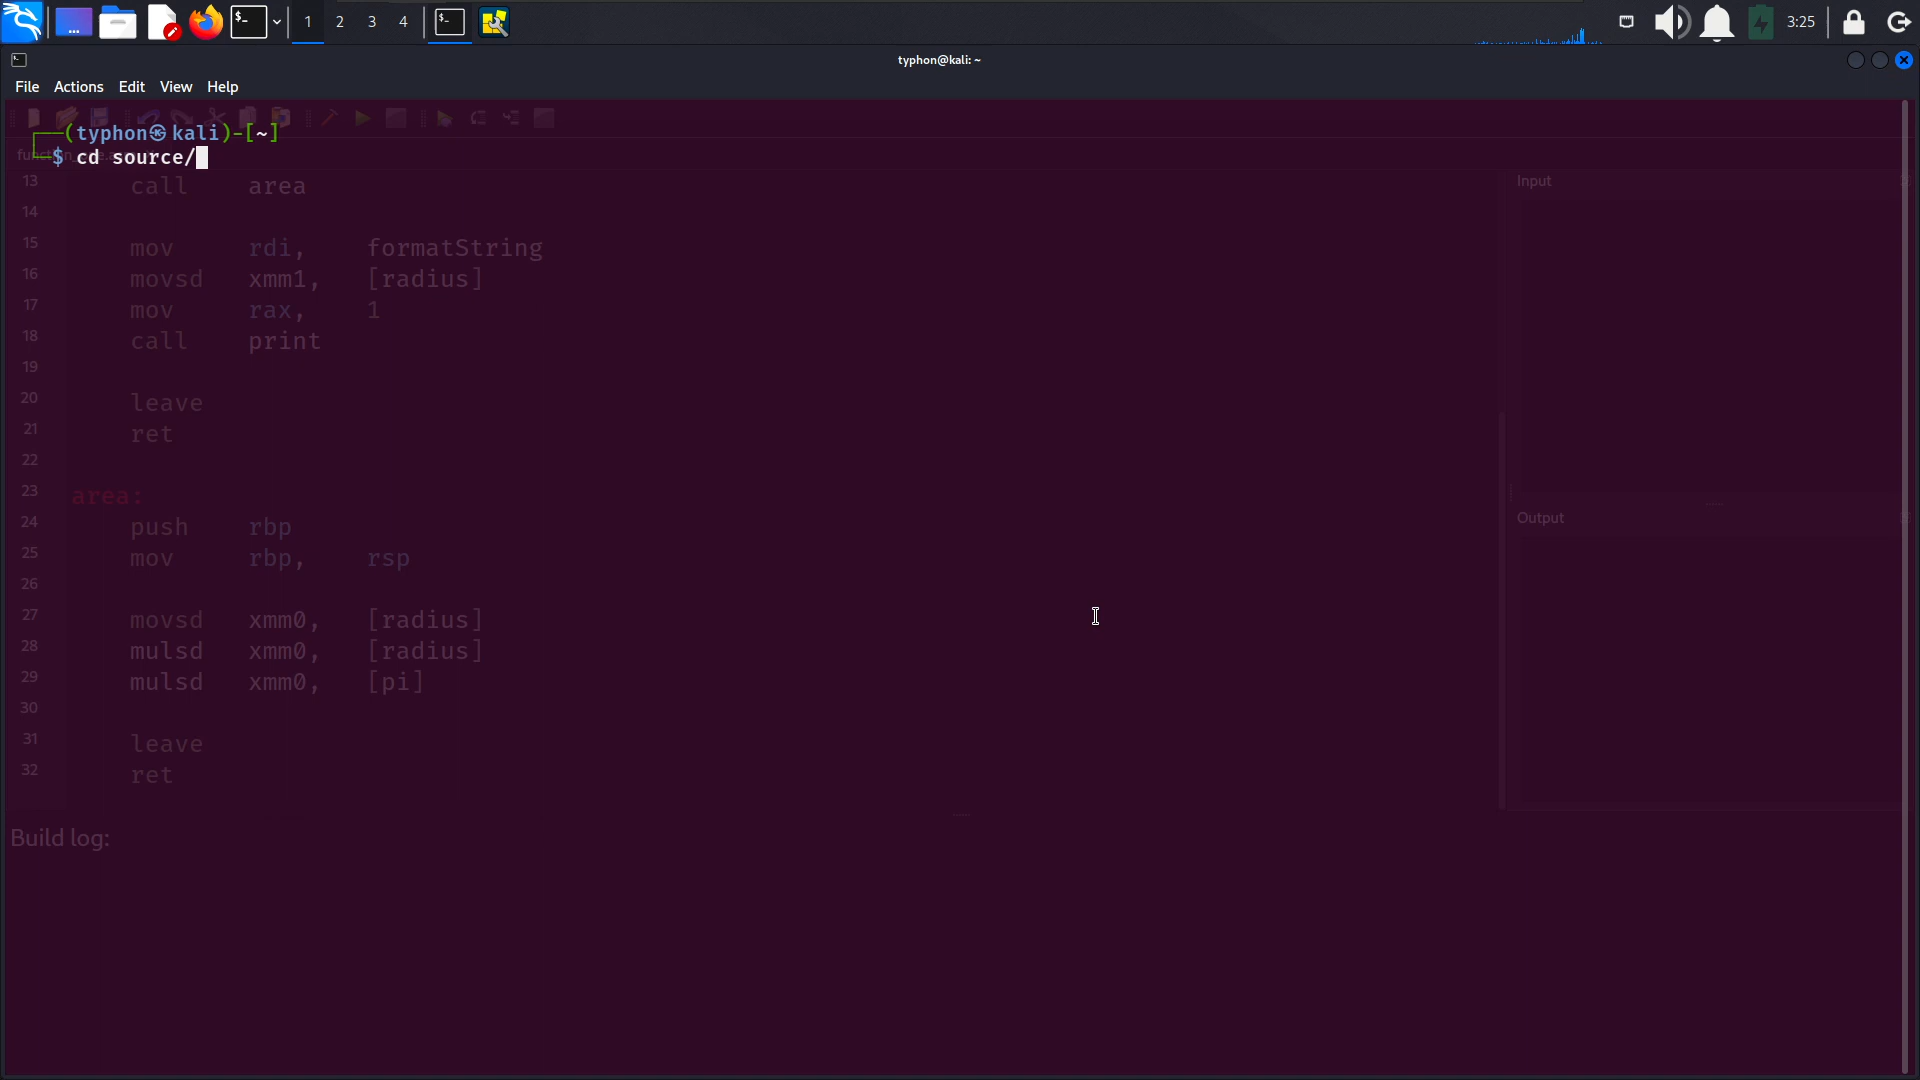 $-
1 2 3 4
$-
3:25
typhon@kali: ~
File Actions Edit View Help
┌──(typhon㉿kali)-[~]
└─$ cd source/
13 call area
14
15 mov rdi, formatString
16 movsd xmm1, [radius]
17 mov rax, 1
18 call print
19
20 leave
21 ret
22
23 area:
24 push rbp
25 mov rbp, rsp
26
27 movsd xmm0, [radius]
28 mulsd xmm0, [radius]
29 mulsd xmm0, [pi]
30
31 leave
32 ret
Input
Output
Build log: